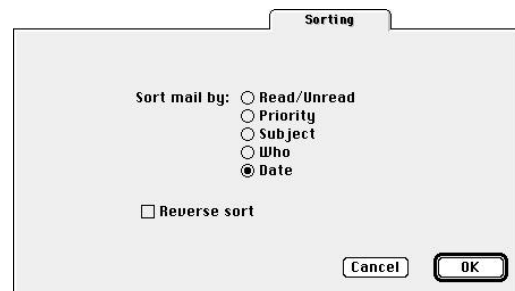 Sorting
Sort mail by: Read/Unread
Priority
Subject
Who
Date
Reverse sort
Cancel OK